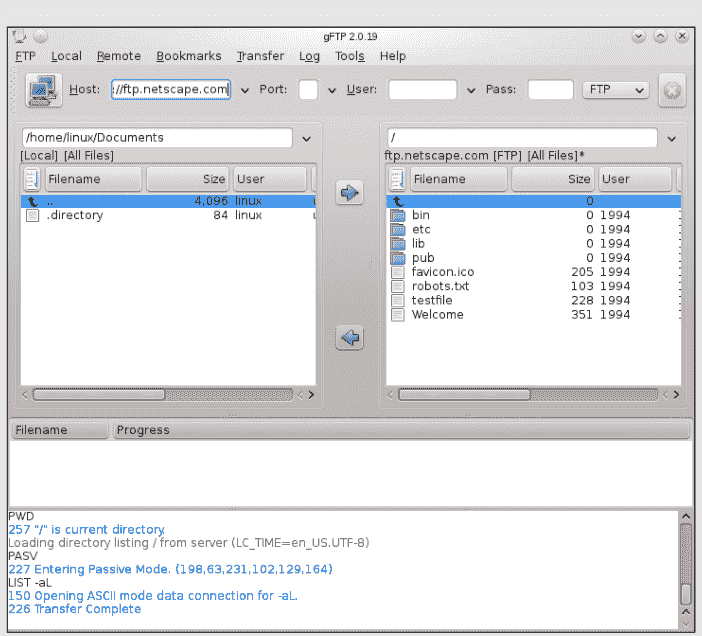 gFTP 2.0.19
FTP Local Remote Bookmarks Transfer Log Tools Help
Host: ://ftp.netscape.com Port: User: Pass: FTP
/home/linux/Documents
[Local] [All Files]
Filename Size User
.. 4,096 linux
.directory 84 linux
/
ftp.netscape.com [FTP] [All Files]*
Filename Size User
0
bin 0 1994
etc 0 1994
lib 0 1994
pub 0 1994
favicon.ico 205 1994
robots.txt 103 1994
testfile 228 1994
Welcome 351 1994
Filename Progress
PWD
257 "/" is current directory.
Loading directory listing / from server (LC_TIME=en_US.UTF-8)
PASV
227 Entering Passive Mode. (198,63,231,102,129,164)
LIST -aL
150 Opening ASCII mode data connection for -aL.
226 Transfer Complete